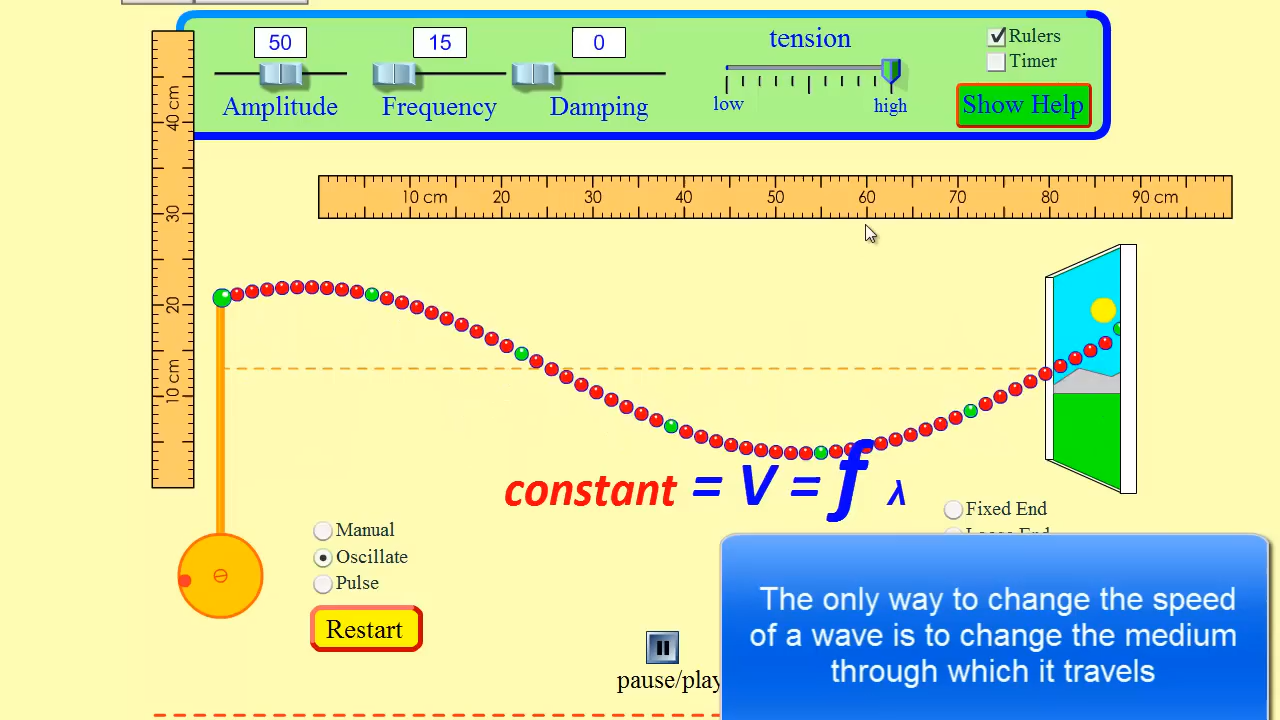 50
15
0
tension
Rulers
Timer
Amplitude
Frequency
Damping
low
high
Show Help
40 cm
30
20
10 cm
10 cm
20
30
40
50
60
70
80
90 cm
constant = V = f λ
Manual
Oscillate
Pulse
Restart
Fixed End
Loose End
pause/play
The only way to change the speed
of a wave is to change the medium
through which it travels